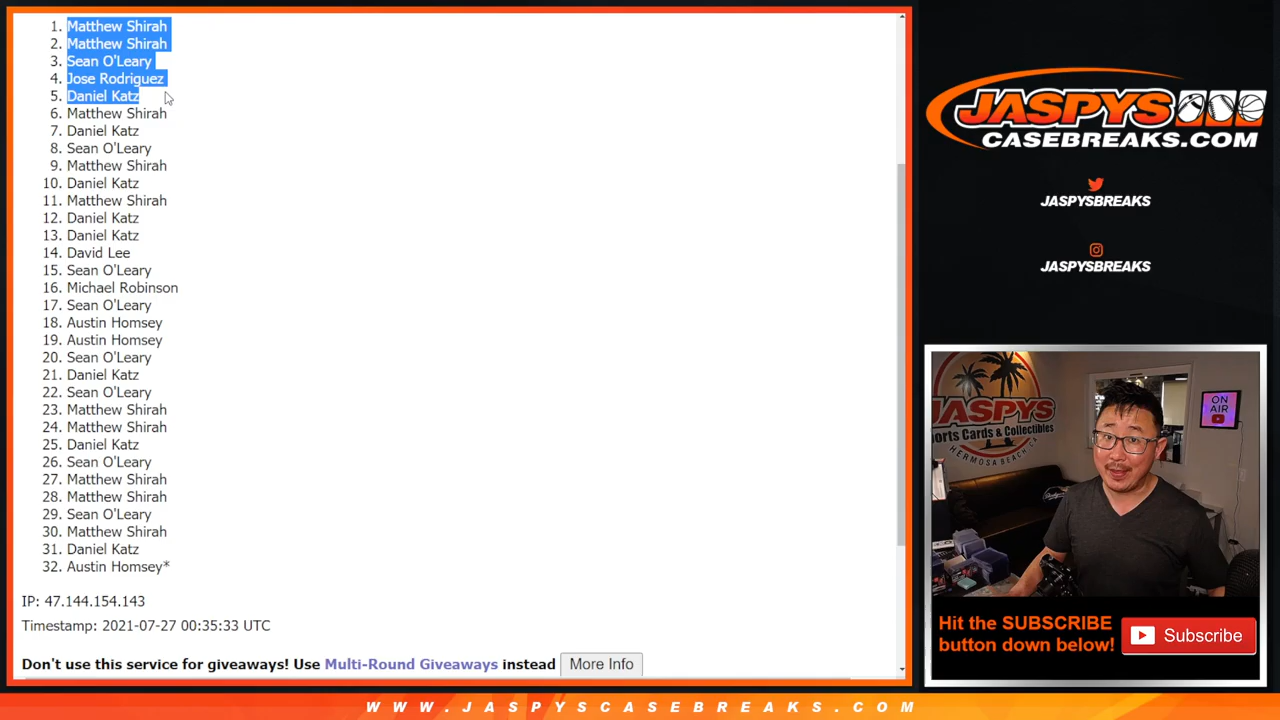 1. Matthew Shirah
2. Matthew Shirah
3. Sean O'Leary
4. Jose Rodriguez
5. Daniel Katz
6. Matthew Shirah
7. Daniel Katz
8. Sean O'Leary
9. Matthew Shirah
10. Daniel Katz
11. Matthew Shirah
12. Daniel Katz
13. Daniel Katz
14. David Lee
15. Sean O'Leary
16. Michael Robinson
17. Sean O'Leary
18. Austin Homsey
19. Austin Homsey
20. Sean O'Leary
21. Daniel Katz
22. Sean O'Leary
23. Matthew Shirah
24. Matthew Shirah
25. Daniel Katz
26. Sean O'Leary
27. Matthew Shirah
28. Matthew Shirah
29. Sean O'Leary
30. Matthew Shirah
31. Daniel Katz
32. Austin Homsey*
IP: 47.144.154.143
Timestamp: 2021-07-27 00:35:33 UTC
Don't use this service for giveaways! Use Multi-Round Giveaways instead More Info
JASPYS
CASEBREAKS.COM
JASPYSBREAKS
JASPYSBREAKS
JASPYS
orts Cards & Collectibles
HERMOSA BEACH CA
ON
AIR
Hit the SUBSCRIBE
button down below!
Subscribe
WWW.JASPYSCASEBREAKS.COM